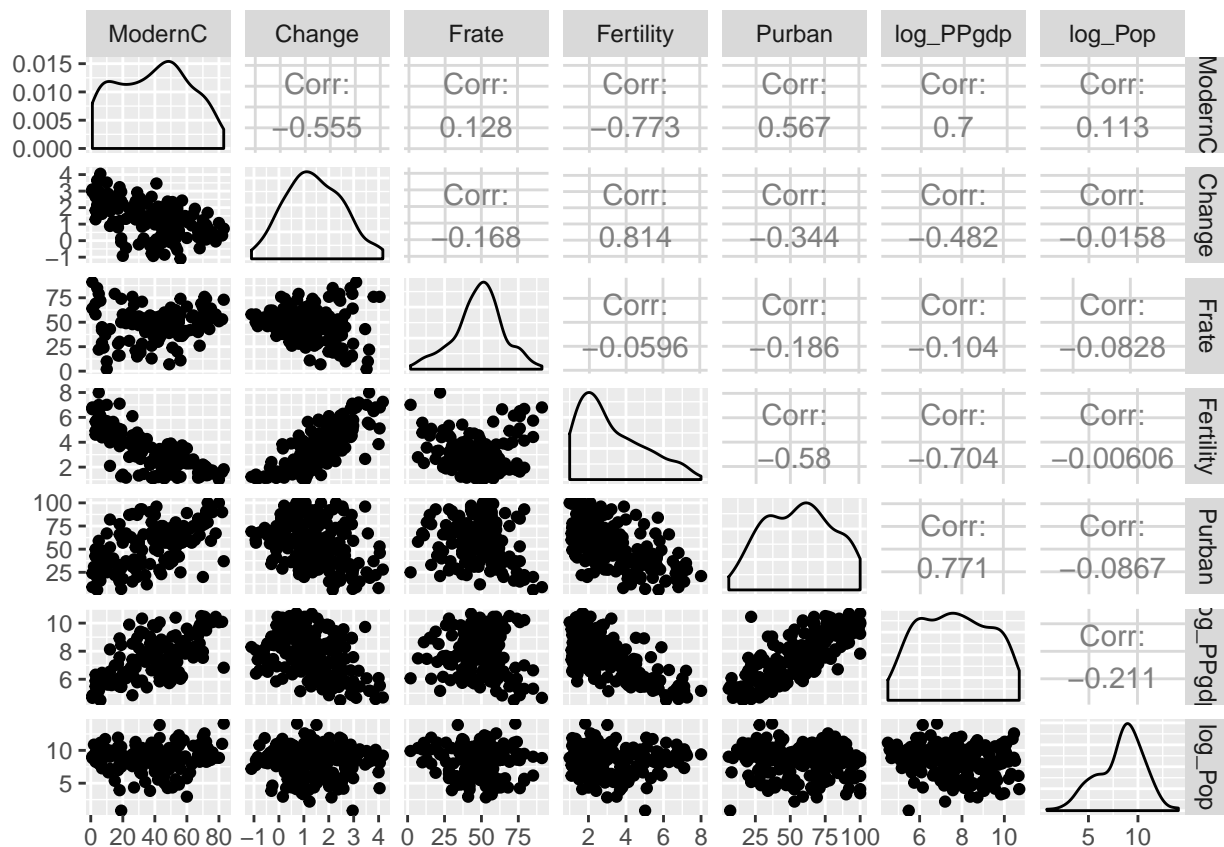 ModernC Change Frate Fertility Purban log_PPgdp log_Pop
0.015
0.010
0.005
0.000
Corr: Corr: Corr: Corr: Corr: Corr:
−0.555 0.128 −0.773 0.567 0.7 0.113
ModernC
4
3
2
1
0
−1
Corr: Corr: Corr: Corr: Corr:
−0.168 0.814 −0.344 −0.482 −0.0158
Change
75
50
25
0
Corr: Corr: Corr: Corr:
−0.0596 −0.186 −0.104 −0.0828
Frate
8
6
4
2
Corr: Corr: Corr:
−0.58 −0.704 −0.00606
Fertility
100
75
50
25
Corr: Corr:
0.771 −0.0867
Purban
10
8
6
Corr:
−0.211
og_PPgd
10
5
log_Pop
0 20 40 60 80 −1 0 1 2 3 4 0 25 50 75 2 4 6 8 25 50 75 100 6 8 10 5 10